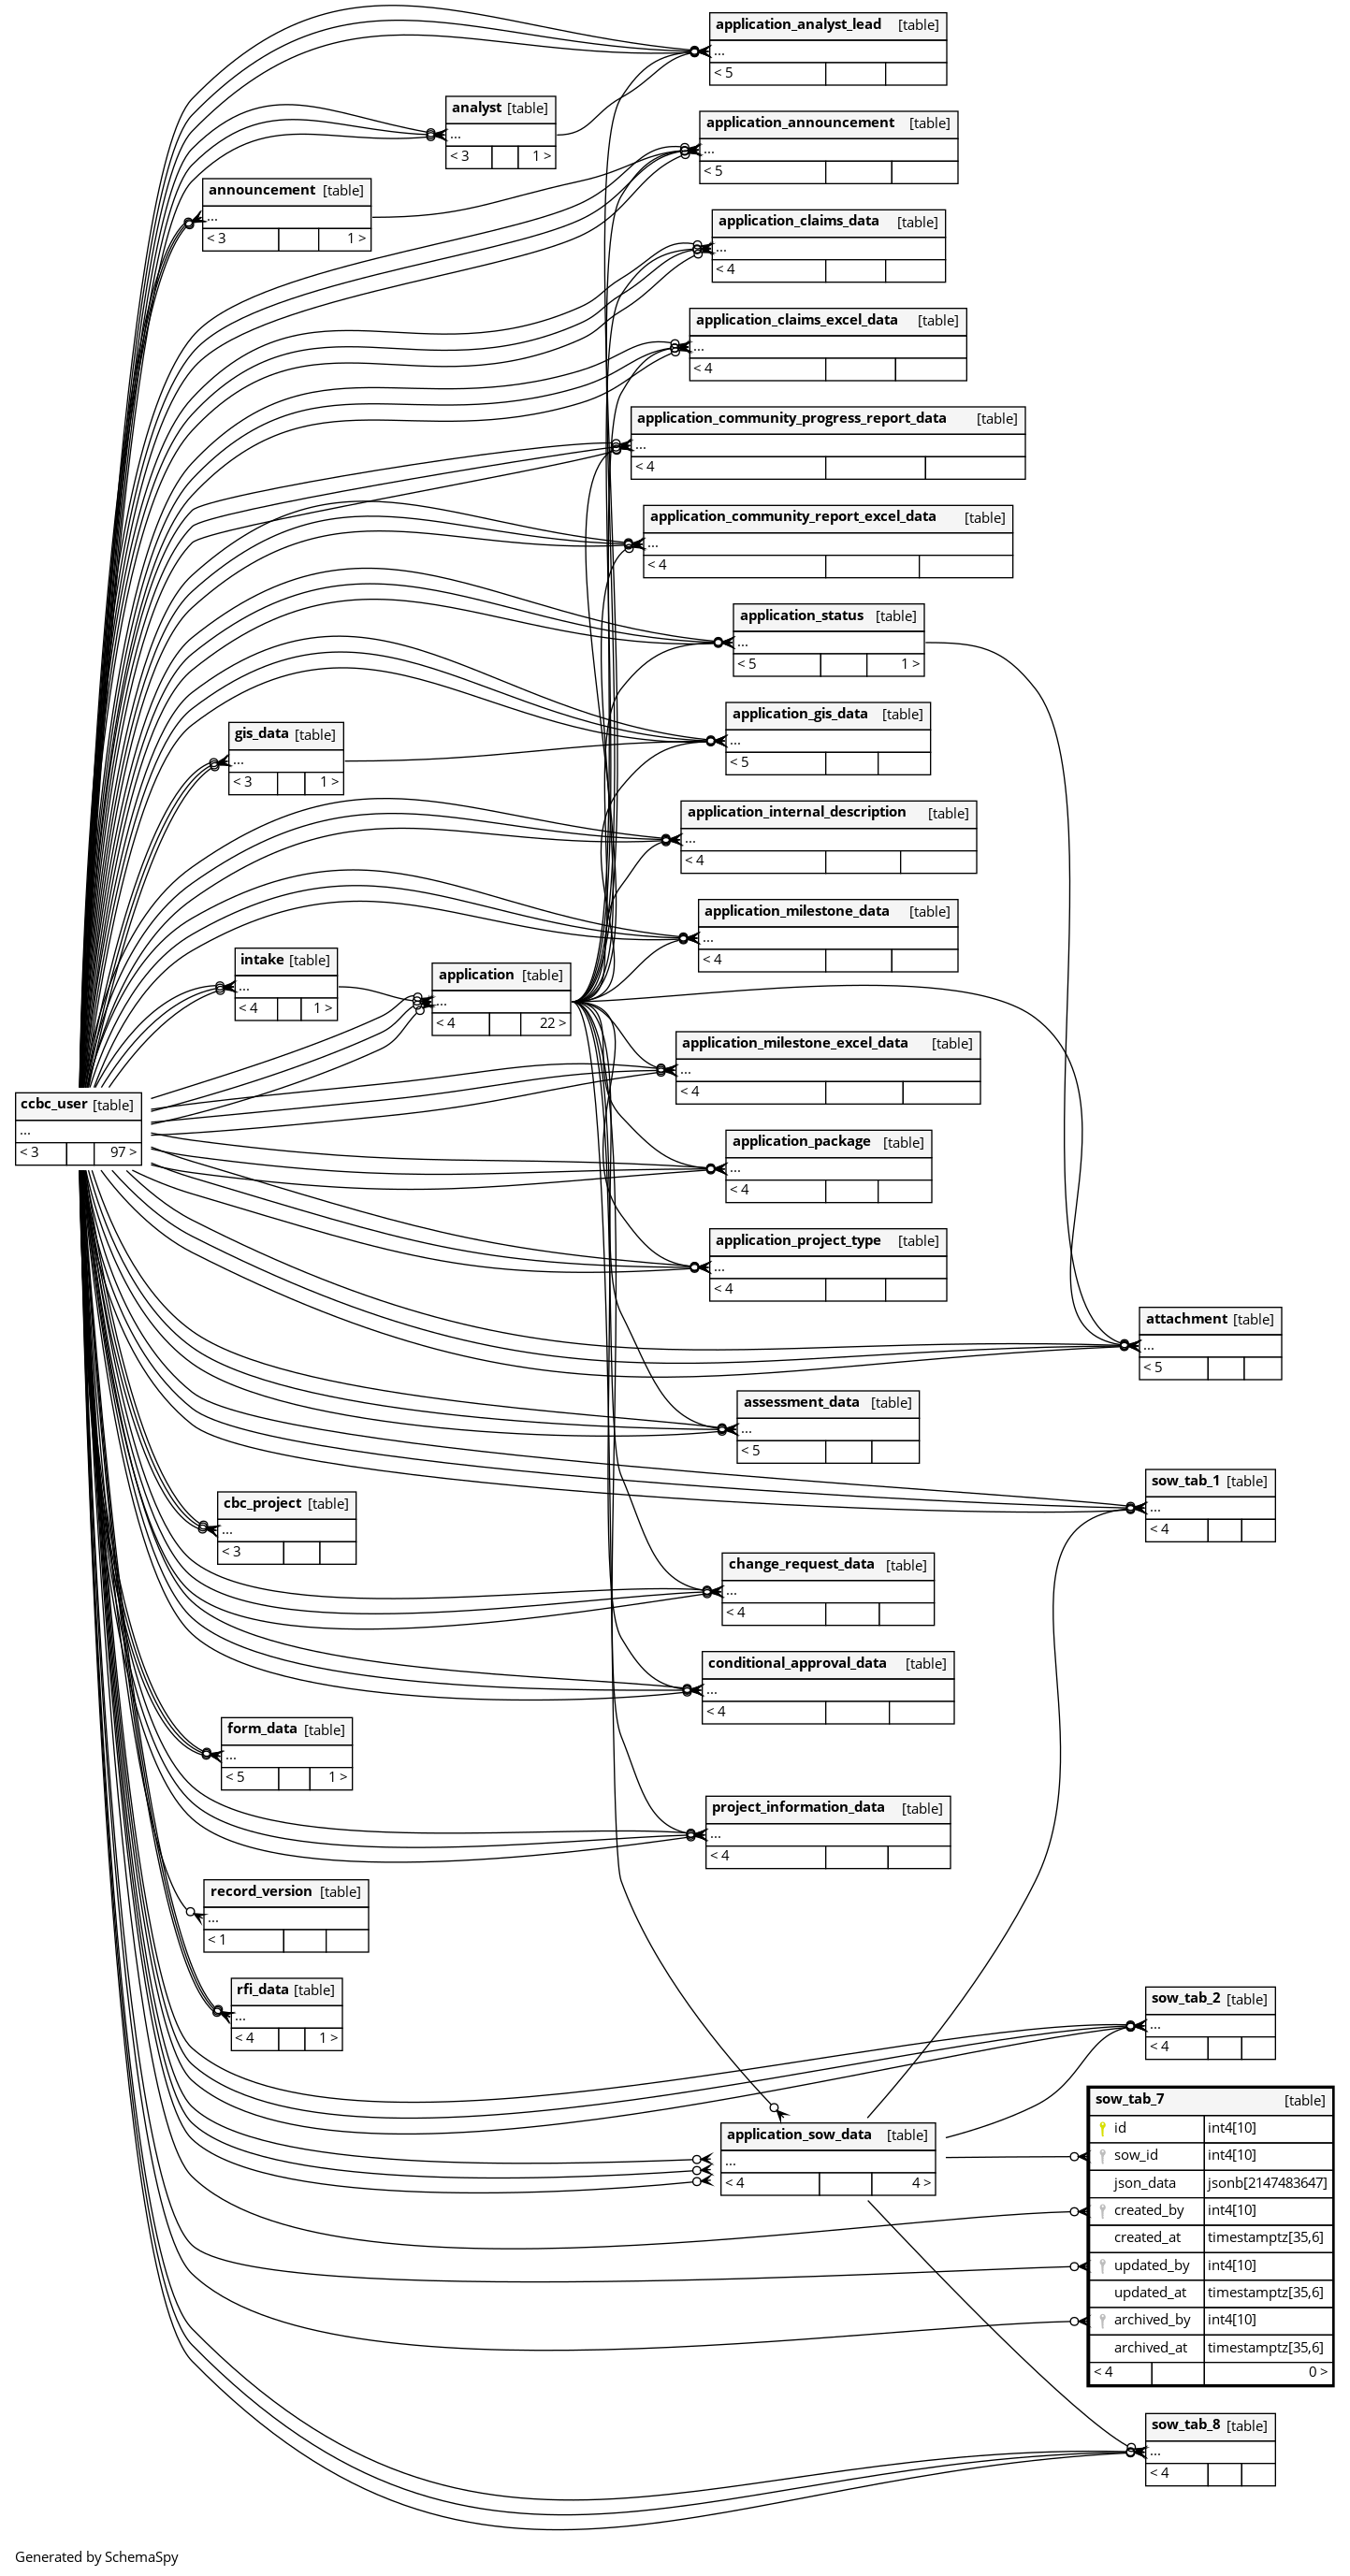 application_analyst_lead [table]
...
< 5
analyst [table]
...
< 3 1 >
application_announcement [table]
...
< 5
announcement [table]
...
< 3 1 >
application_claims_data [table]
...
< 4
application_claims_excel_data [table]
...
< 4
application_community_progress_report_data [table]
...
< 4
application_community_report_excel_data [table]
...
< 4
application_status [table]
...
< 5 1 >
application_gis_data [table]
...
< 5
gis_data [table]
...
< 3 1 >
application_internal_description [table]
...
< 4
application_milestone_data [table]
...
< 4
intake [table]
...
< 4 1 >
application [table]
...
< 4 22 >
application_milestone_excel_data [table]
...
< 4
ccbc_user [table]
...
< 3 97 >
application_package [table]
...
< 4
application_project_type [table]
...
< 4
attachment [table]
...
< 5
assessment_data [table]
...
< 5
sow_tab_1 [table]
...
< 4
cbc_project [table]
...
< 3
change_request_data [table]
...
< 4
conditional_approval_data [table]
...
< 4
form_data [table]
...
< 5 1 >
project_information_data [table]
...
< 4
record_version [table]
...
< 1
rfi_data [table]
...
< 4 1 >
sow_tab_2 [table]
...
< 4
application_sow_data [table]
...
< 4 4 >
sow_tab_7 [table]
id int4[10]
sow_id int4[10]
json_data jsonb[2147483647]
created_by int4[10]
created_at timestamptz[35,6]
updated_by int4[10]
updated_at timestamptz[35,6]
archived_by int4[10]
archived_at timestamptz[35,6]
< 4 0 >
sow_tab_8 [table]
...
< 4
Generated by SchemaSpy